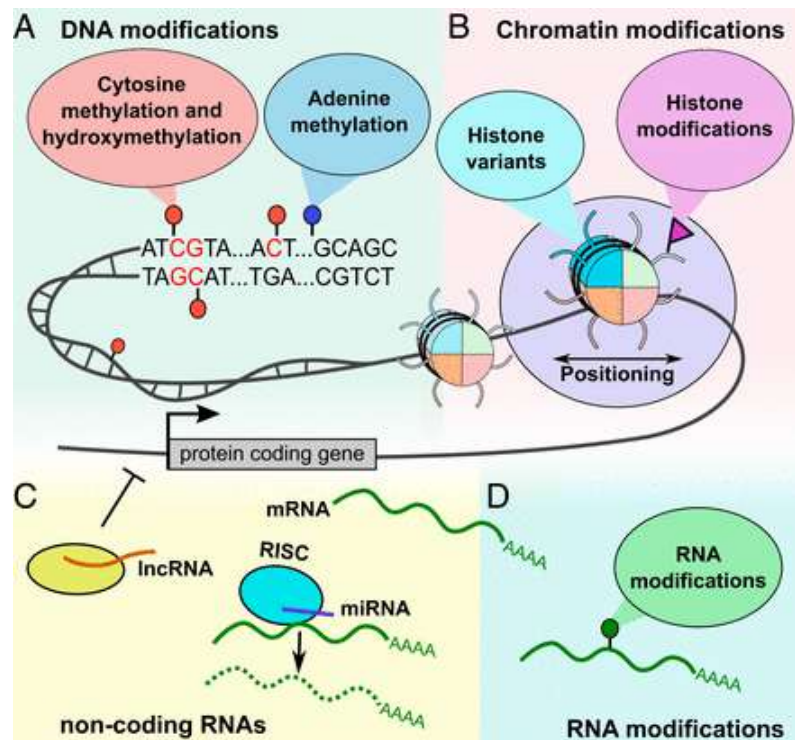 A DNA modifications
Cytosine
methylation and
hydroxymethylation
Adenine
methylation
ATCGTA...ACT...GCAGC
TAGCAT...TGA...CGTCT
B Chromatin modifications
Histone
variants
Histone
modifications
Positioning
protein coding gene
C
lncRNA
mRNA
AAAA
RISC
miRNA
AAAA
AAAA
non-coding RNAs
D
RNA
modifications
AAAA
RNA modifications